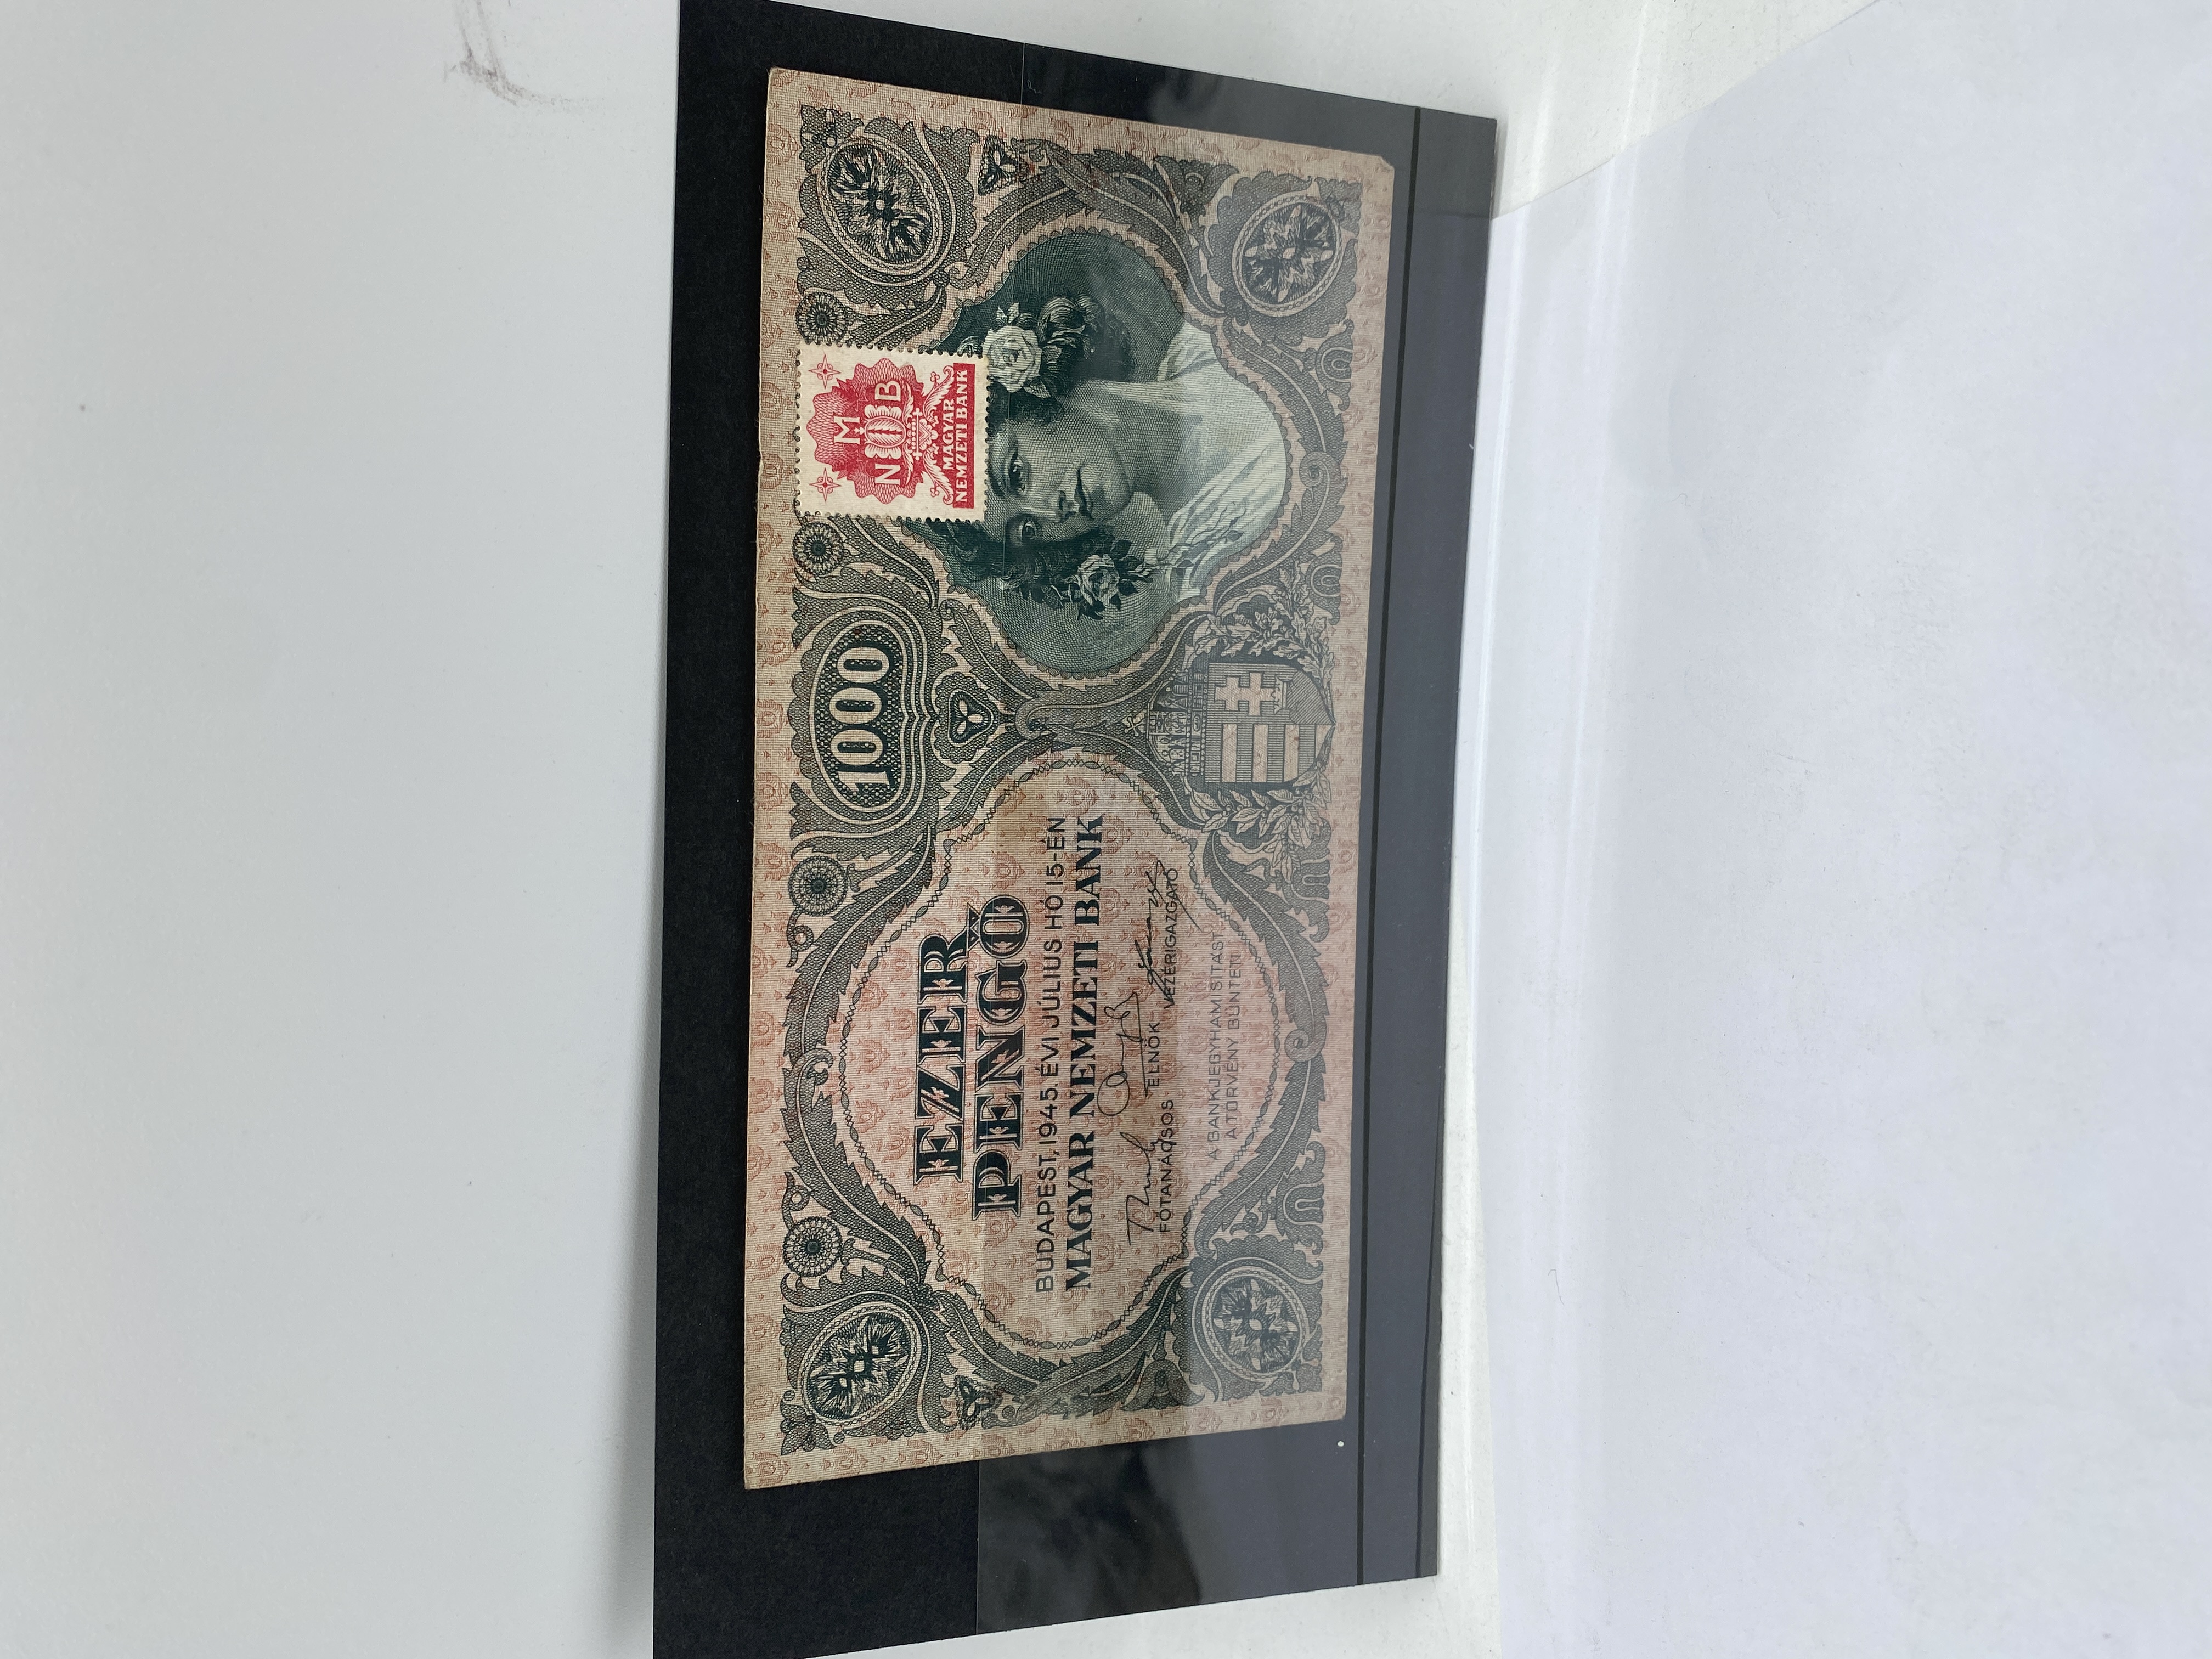 EZER
PENGŐ
BUDAPEST, 1945. ÉVI JÚLIUS HÓ 15-ÉN
MAGYAR NEMZETI BANK
FŐTANÁCSOS ELNÖK VEZÉRIGAZGATÓ
A BANKJEGYHAMISITÁST
A TÖRVÉNY BÜNTETI
1000
M
N B
MAGYAR
NEMZETI BANK